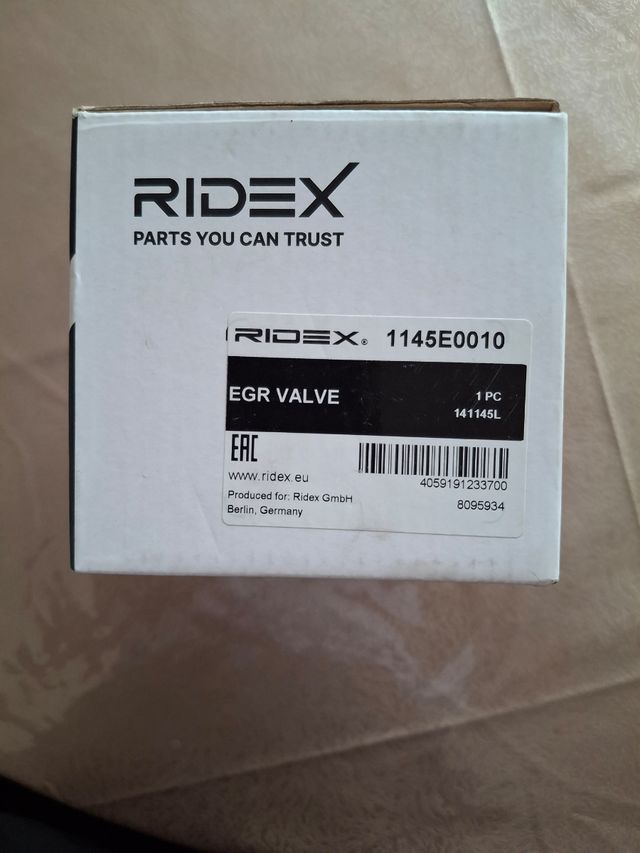 RIDEX
PARTS YOU CAN TRUST
RIDEX® 1145E0010
EGR VALVE
1 PC
141145L
EAC
www.ridex.eu
4059191233700
Produced for: Ridex GmbH
Berlin, Germany
8095934